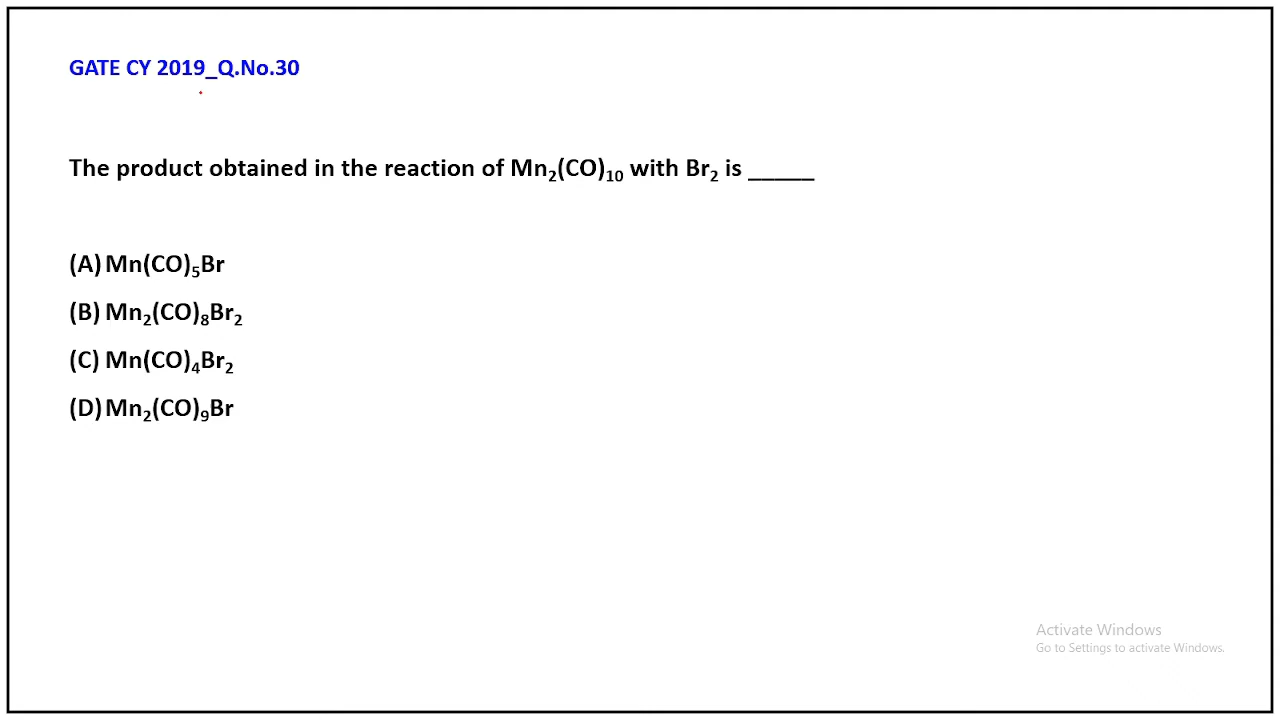 GATE CY 2019_Q.No.30
The product obtained in the reaction of Mn₂(CO)₁₀ with Br₂ is _____
(A) Mn(CO)₅Br
(B) Mn₂(CO)₈Br₂
(C) Mn(CO)₄Br₂
(D) Mn₂(CO)₉Br
Activate Windows
Go to Settings to activate Windows.